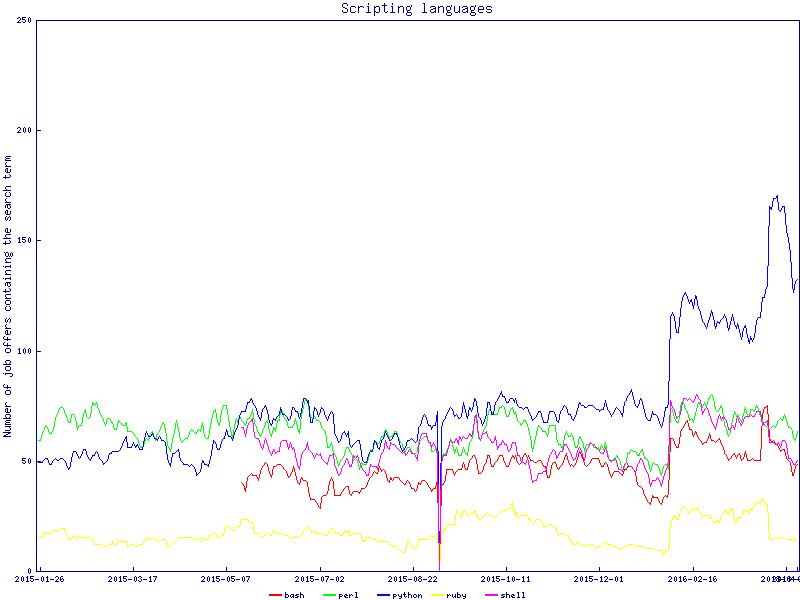 Scripting languages
Number of job offers containing the search term
250
200
150
100
50
0
2015-01-26 2015-03-17 2015-05-07 2015-07-02 2015-08-22 2015-10-11 2015-12-01 2016-02-16
bash perl python ruby shell